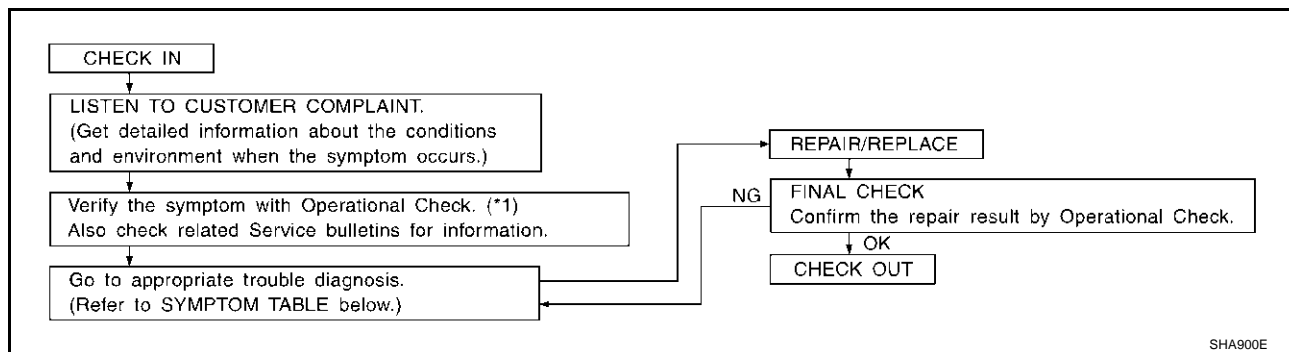 CHECK IN
LISTEN TO CUSTOMER COMPLAINT.
(Get detailed information about the conditions
and environment when the symptom occurs.)
Verify the symptom with Operational Check. (*1)
Also check related Service bulletins for information.
Go to appropriate trouble diagnosis.
(Refer to SYMPTOM TABLE below.)
REPAIR/REPLACE
NG
FINAL CHECK
Confirm the repair result by Operational Check.
OK
CHECK OUT
SHA900E